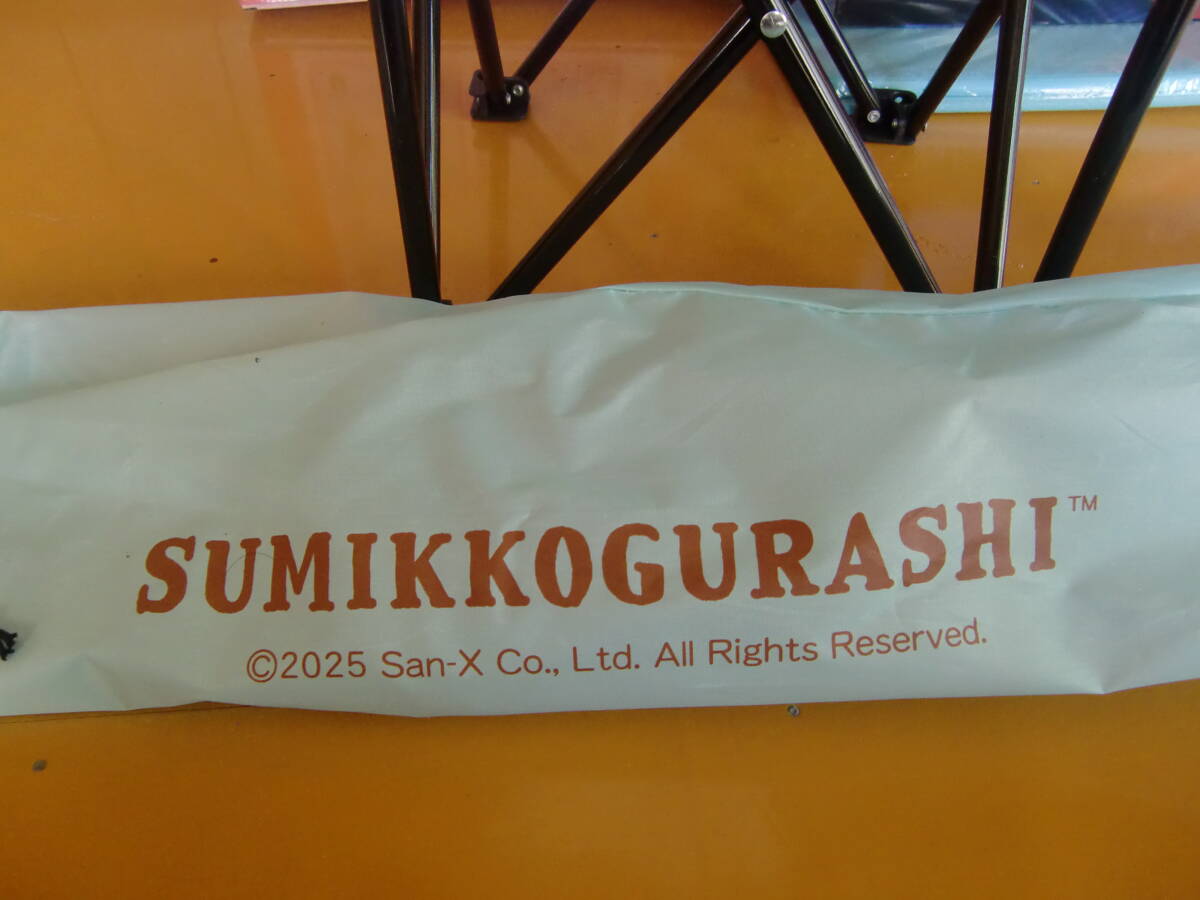 SUMIKKOGURASHI™
©2025 San-X Co., Ltd. All Rights Reserved.